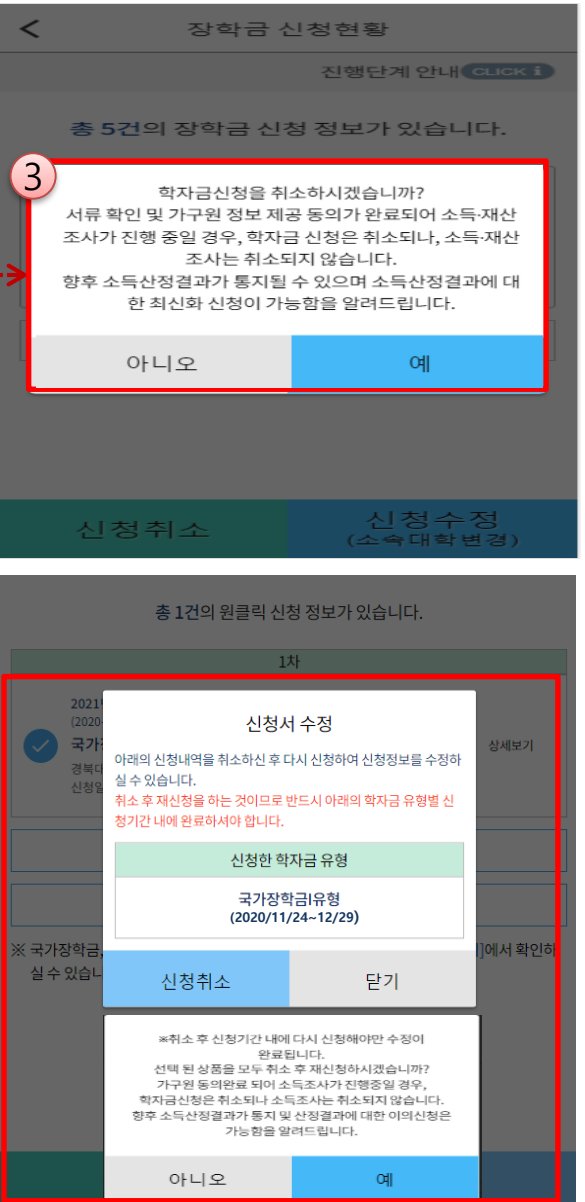 <
장학금 신청현황
진행단계 안내 CLICK i
총 5건의 장학금 신청 정보가 있습니다.
3
학자금신청을 취소하시겠습니까?
서류 확인 및 가구원 정보 제공 동의가 완료되어 소득·재산
조사가 진행 중일 경우, 학자금 신청은 취소되나, 소득·재산
조사는 취소되지 않습니다.
향후 소득산정결과가 통지될 수 있으며 소득산정결과에 대
한 최신화 신청이 가능함을 알려드립니다.
아니오
예
신청취소
신청수정
(소속대학변경)
총 1건의 원클릭 신청 정보가 있습니다.
1차
2021
(2020-
국가
경북대
신청일
상세보기
신청서 수정
아래의 신청내역을 취소하신 후 다시 신청하여 신청정보를 수정하
실 수 있습니다.
취소 후 재신청을 하는 것이므로 반드시 아래의 학자금 유형별 신
청기간 내에 완료하셔야 합니다.
신청한 학자금 유형
국가장학금I유형
(2020/11/24~12/29)
신청취소
닫기
※ 국가장학금,
]에서 확인하
실 수 있습니
※취소 후 신청기간 내에 다시 신청해야만 수정이
완료됩니다.
선택 된 상품을 모두 취소 후 재신청하시겠습니까?
가구원 동의완료 되어 소득조사가 진행중일 경우,
학자금신청은 취소되나 소득조사는 취소되지 않습니다.
향후 소득산정결과가 통지 및 산정결과에 대한 이의신청은
가능함을 알려드립니다.
아니오
예